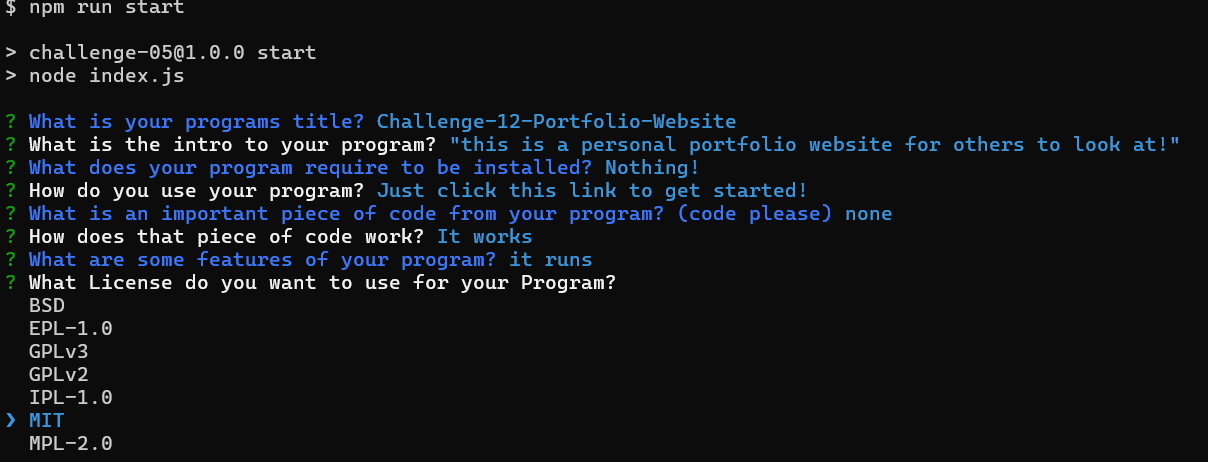 $ npm run start
> challenge-05@1.0.0 start
> node index.js
? What is your programs title? Challenge-12-Portfolio-Website
? What is the intro to your program? "this is a personal portfolio website for others to look at!"
? What does your program require to be installed? Nothing!
? How do you use your program? Just click this link to get started!
? What is an important piece of code from your program? (code please) none
? How does that piece of code work? It works
? What are some features of your program? it runs
? What License do you want to use for your Program?
BSD
EPL-1.0
GPLv3
GPLv2
IPL-1.0
❯ MIT
MPL-2.0